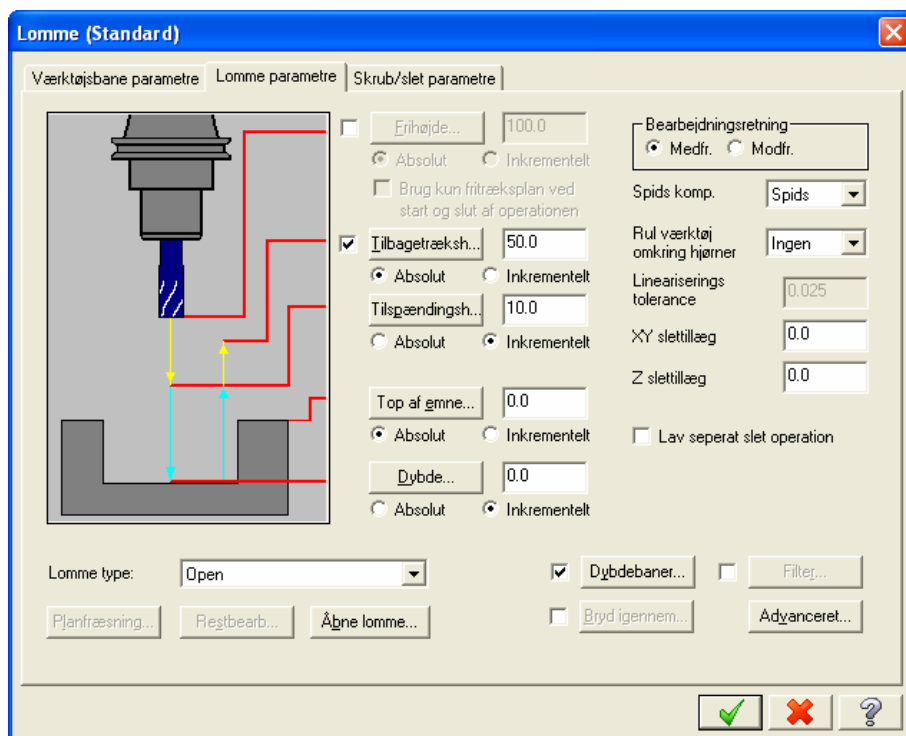 Lomme (Standard)
Værktøjsbane parametre
Lomme parametre
Skrub/slet parametre
Frihøjde...
100.0
Absolut
Inkrementelt
Brug kun fritræksplan ved
start og slut af operationen
Tilbagetræksh...
50.0
Absolut
Inkrementelt
Tilspændingsh...
10.0
Absolut
Inkrementelt
Top af emne...
0.0
Absolut
Inkrementelt
Dybde...
0.0
Absolut
Inkrementelt
Bearbejdningsretning
Medfr.
Modfr.
Spids komp.
Spids
Rul værktøj
omkring hjørner
Ingen
Lineariserings
tolerance
0.025
XY slettillæg
0.0
Z slettillæg
0.0
Lav seperat slet operation
Lomme type:
Open
Planfræsning...
Restbearb...
Åbne lomme...
Dybdebaner...
Filter...
Bryd igennem...
Advanceret...